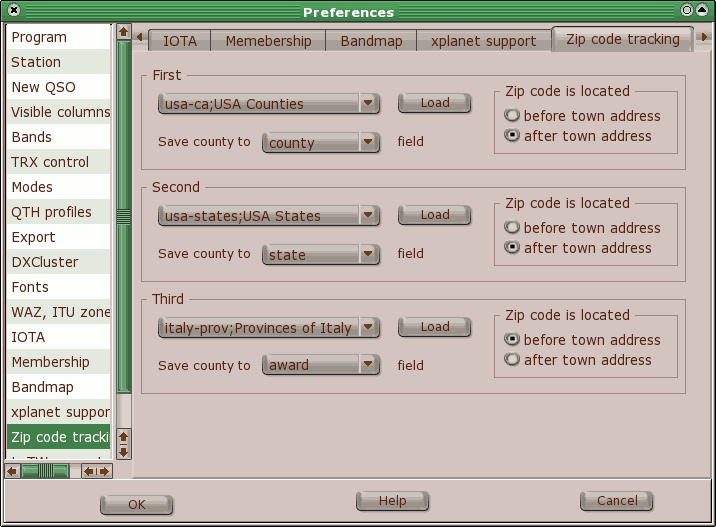 Preferences
Program
Station
New QSO
Visible columns
Bands
TRX control
Modes
QTH profiles
Export
DXCluster
Fonts
WAZ, ITU zone
IOTA
Membership
Bandmap
xplanet suppor
Zip code tracki
IOTA Memebership Bandmap xplanet support Zip code tracking
First
usa-ca;USA Counties Load
Save county to county field
Zip code is located
before town address
after town address
Second
usa-states;USA States Load
Save county to state field
Zip code is located
before town address
after town address
Third
italy-prov;Provinces of Italy Load
Save county to award field
Zip code is located
before town address
after town address
OK Help Cancel